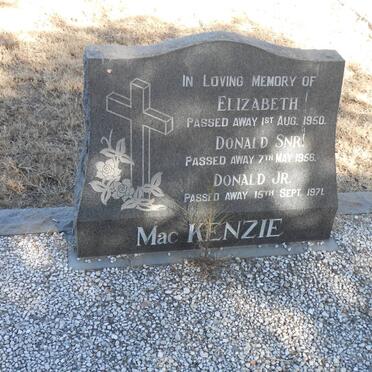 In Loving Memory of
Elizabeth
Passed away 1st Aug. 1950.
Donald Snr.
Passed away 7th May 1956.
Donald Jr.
Passed away 15th Sept. 1971.
Mac Kenzie